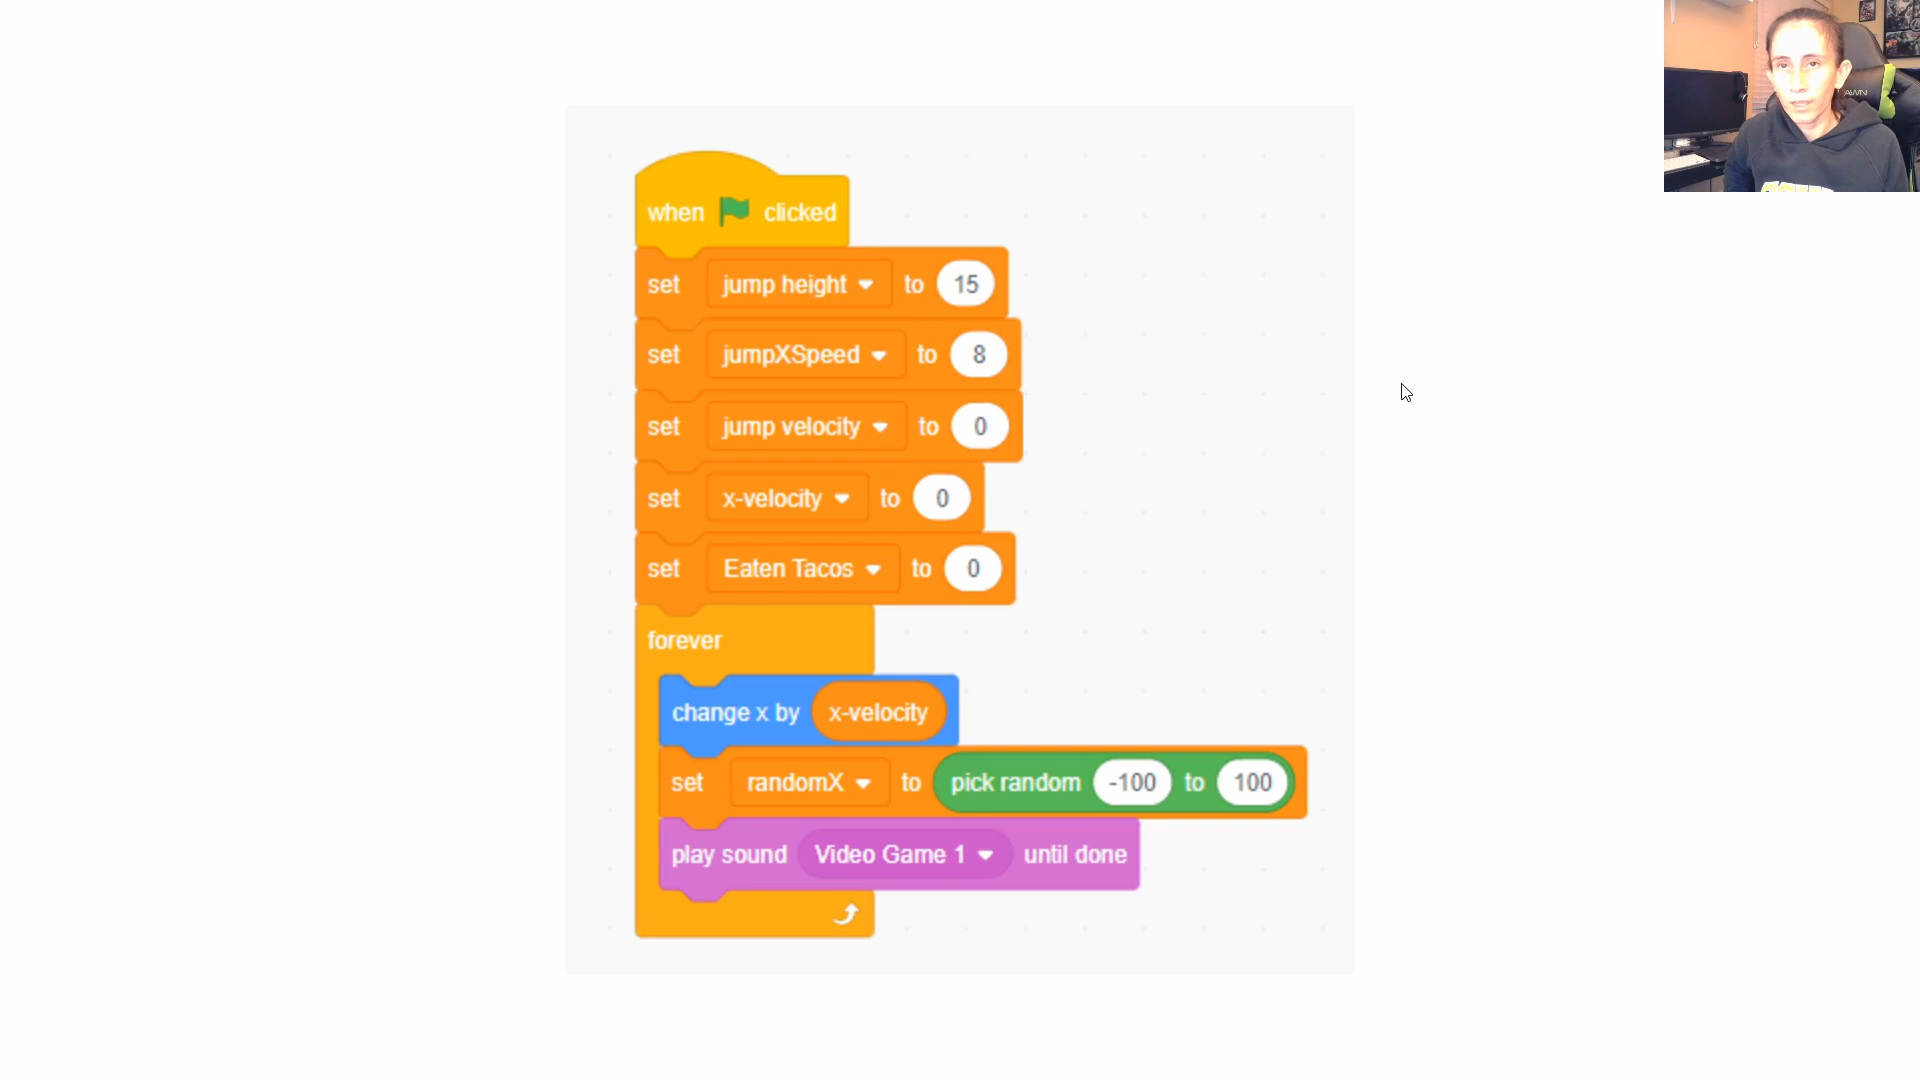 when clicked
set jump height to 15
set jumpXSpeed to 8
set jump velocity to 0
set x-velocity to 0
set Eaten Tacos to 0
forever
change x by x-velocity
set randomX to pick random -100 to 100
play sound Video Game 1 until done
AWN